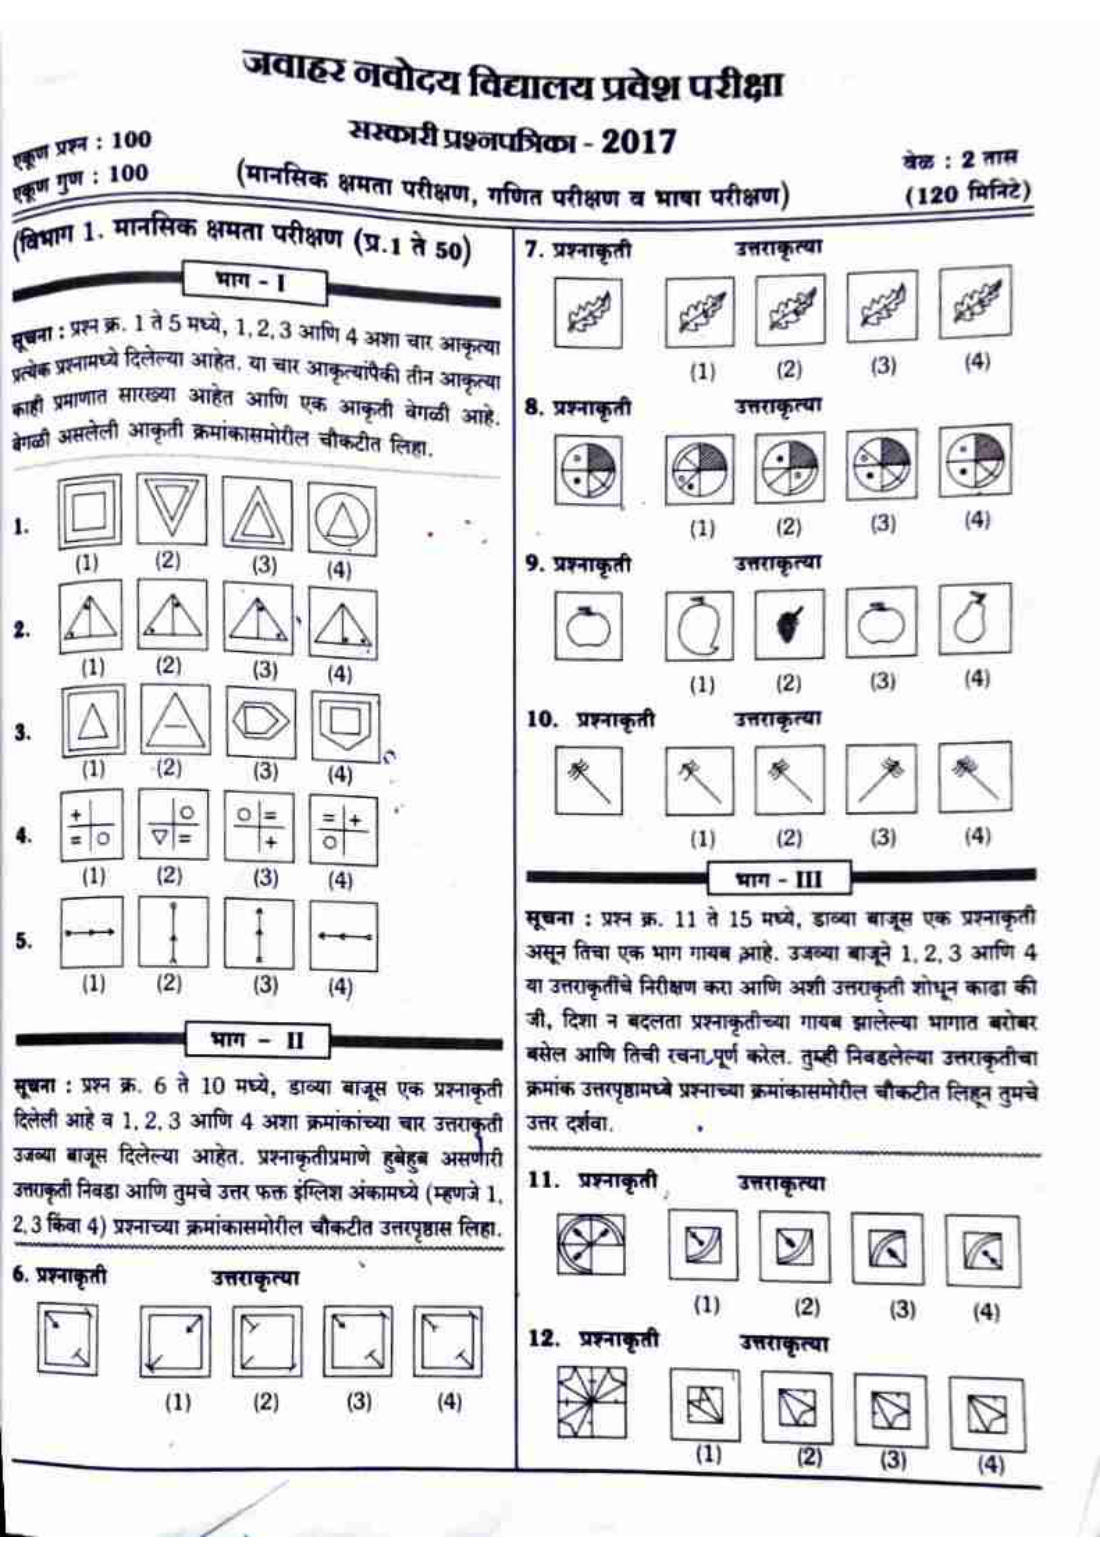 जवाहर नवोदय विद्यालय प्रवेश परीक्षा
एकूण प्रश्न : 100
सरकारी प्रश्नपत्रिका - 2017
वेळ : 2 तास
एकूण गुण : 100
(मानसिक क्षमता परीक्षण, गणित परीक्षण व भाषा परीक्षण)
(120 मिनिटे)
(विभाग 1. मानसिक क्षमता परीक्षण (प्र.1 ते 50)
भाग - I
सूचना : प्रश्न क्र. 1 ते 5 मध्ये, 1, 2, 3 आणि 4 अशा चार आकृत्या
प्रत्येक प्रश्नामध्ये दिलेल्या आहेत. या चार आकृत्यांपैकी तीन आकृत्या
काही प्रमाणात सारख्या आहेत आणि एक आकृती वेगळी आहे.
वेगळी असलेली आकृती क्रमांकासमोरील चौकटीत लिहा.
1.
(1) (2) (3) (4)
2.
(1) (2) (3) (4)
3.
(1) (2) (3) (4)
4.
(1) (2) (3) (4)
5.
(1) (2) (3) (4)
भाग - II
सूचना : प्रश्न क्र. 6 ते 10 मध्ये, डाव्या बाजूस एक प्रश्नाकृती
दिलेली आहे व 1, 2, 3 आणि 4 अशा क्रमांकांच्या चार उत्तराकृती
उजव्या बाजूस दिलेल्या आहेत. प्रश्नाकृतीप्रमाणे हुबेहुब असणारी
उत्तराकृती निवडा आणि तुमचे उत्तर फक्त इंग्लिश अंकामध्ये (म्हणजे 1,
2, 3 किंवा 4) प्रश्नाच्या क्रमांकासमोरील चौकटीत उत्तरपृष्ठास लिहा.
6. प्रश्नाकृती उत्तराकृत्या
(1) (2) (3) (4)
7. प्रश्नाकृती उत्तराकृत्या
(1) (2) (3) (4)
8. प्रश्नाकृती उत्तराकृत्या
(1) (2) (3) (4)
9. प्रश्नाकृती उत्तराकृत्या
(1) (2) (3) (4)
10. प्रश्नाकृती उत्तराकृत्या
(1) (2) (3) (4)
भाग - III
सूचना : प्रश्न क्र. 11 ते 15 मध्ये, डाव्या बाजूस एक प्रश्नाकृती
असून तिचा एक भाग गायब आहे. उजव्या बाजूने 1, 2, 3 आणि 4
या उत्तराकृतींचे निरीक्षण करा आणि अशी उत्तराकृती शोधून काढा की
जी, दिशा न बदलता प्रश्नाकृतीच्या गायब झालेल्या भागात बरोबर
बसेल आणि तिची रचना पूर्ण करेल. तुम्ही निवडलेल्या उत्तराकृतीचा
क्रमांक उत्तरपृष्ठामध्ये प्रश्नाच्या क्रमांकासमोरील चौकटीत लिहून तुमचे
उत्तर दर्शवा.
11. प्रश्नाकृती उत्तराकृत्या
(1) (2) (3) (4)
12. प्रश्नाकृती उत्तराकृत्या
(1) (2) (3) (4)